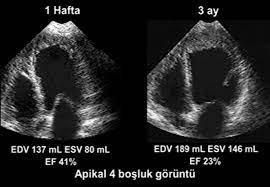 1 Hafta
3 ay
EDV 137 mL ESV 80 mL
EF 41%
EDV 189 mL ESV 146 mL
EF 23%
Apikal 4 boşluk görüntü